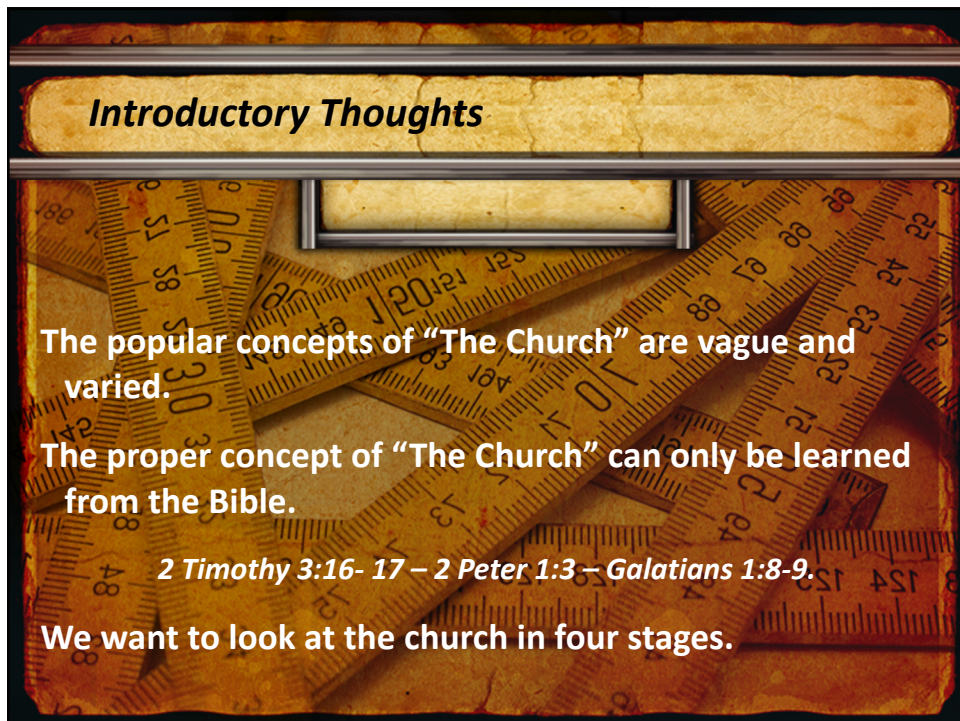 Introductory Thoughts
The popular concepts of “The Church” are vague and
varied.
The proper concept of “The Church” can only be learned
from the Bible.
2 Timothy 3:16- 17 – 2 Peter 1:3 – Galatians 1:8-9.
We want to look at the church in four stages.